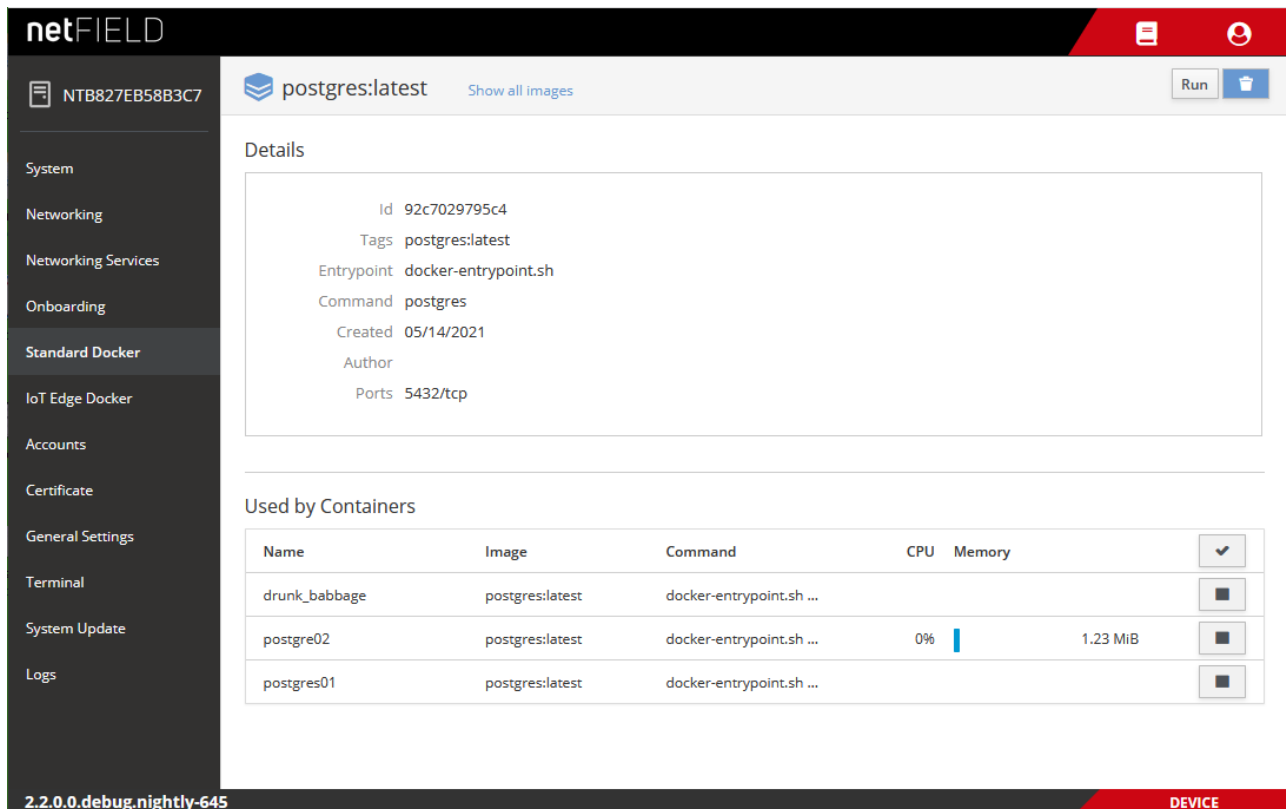 netFIELD
NTB827EB58B3C7
postgres:latest Show all images Run
System
Networking
Networking Services
Onboarding
Standard Docker
IoT Edge Docker
Accounts
Certificate
General Settings
Terminal
System Update
Logs
Details
Id 92c7029795c4
Tags postgres:latest
Entrypoint docker-entrypoint.sh
Command postgres
Created 05/14/2021
Author
Ports 5432/tcp
Used by Containers
Name Image Command CPU Memory
drunk_babbage postgres:latest docker-entrypoint.sh ...
postgre02 postgres:latest docker-entrypoint.sh ... 0% 1.23 MiB
postgres01 postgres:latest docker-entrypoint.sh ...
2.2.0.0.debug.nightly-645 DEVICE